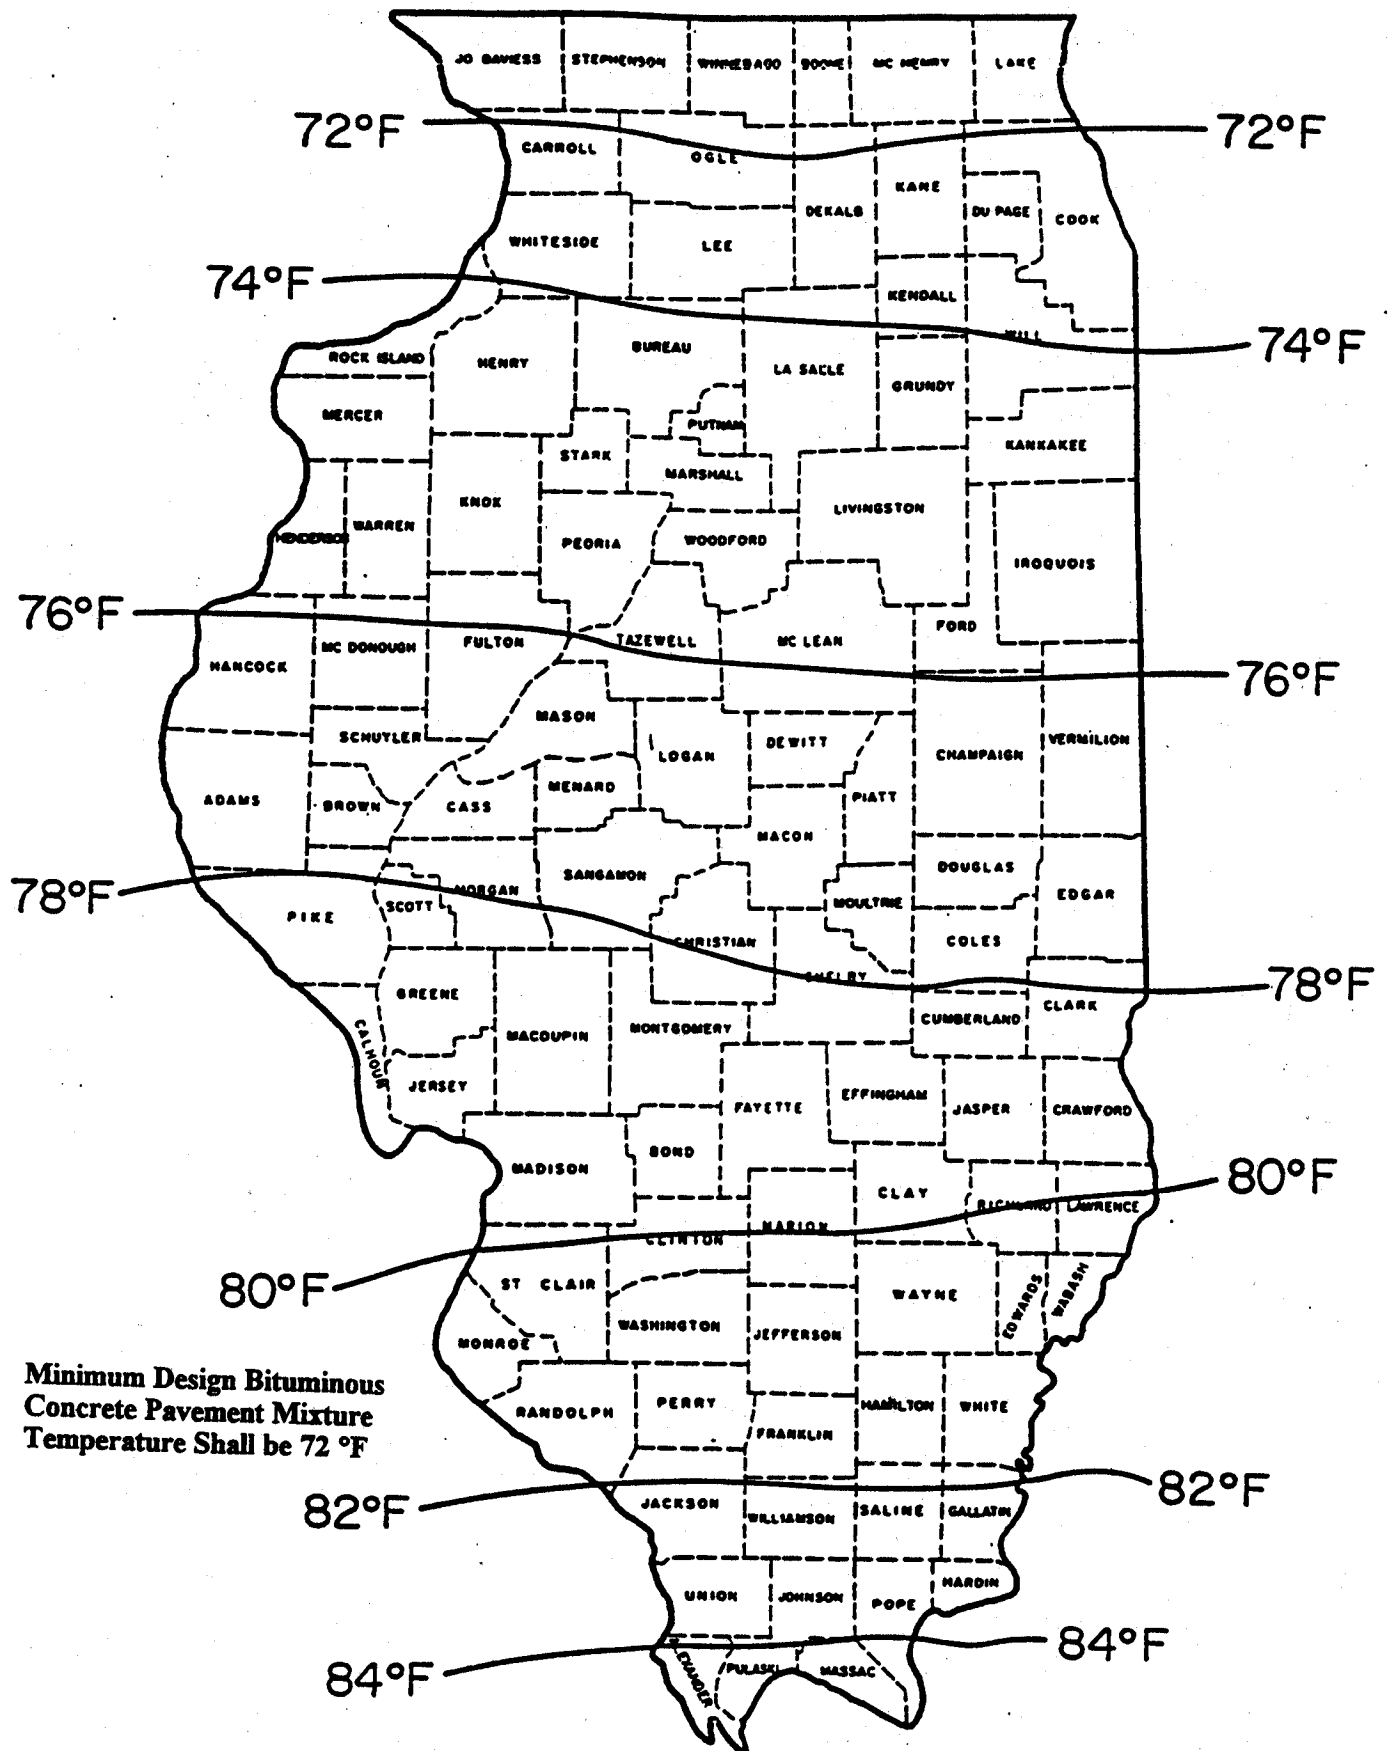 JO DAVIESS STEPHENSON WINNEBAGO BOONE MC HENRY LAKE
72°F 72°F
CARROLL OGLE
KANE
DEKALB DU PAGE COOK
WHITESIDE LEE
74°F KENDALL
WILL 74°F
ROCK ISLAND HENRY BUREAU LA SALLE GRUNDY
MERCER PUTNAM
STARK MARSHALL KANKAKEE
KNOX LIVINGSTON
HENDERSON WARREN PEORIA WOODFORD IROQUOIS
76°F
HANCOCK MC DONOUGH FULTON TAZEWELL MC LEAN FORD
76°F
MASON
SCHUYLER LOGAN DEWITT CHAMPAIGN VERMILION
ADAMS BROWN CASS MENARD PIATT
MACON
DOUGLAS
78°F PIKE SCOTT MORGAN SANGAMON MOULTRIE EDGAR
CHRISTIAN COLES
SHELBY 78°F
GREENE CLARK
CALHOUN MACOUPIN MONTGOMERY CUMBERLAND
JERSEY FAYETTE EFFINGHAM JASPER CRAWFORD
MADISON BOND
CLAY RICHLAND LAWRENCE 80°F
CLINTON MARION
80°F ST CLAIR WAYNE EDWARDS WABASH
MONROE WASHINGTON JEFFERSON
Minimum Design Bituminous
Concrete Pavement Mixture
Temperature Shall be 72 °F
RANDOLPH PERRY HAMILTON WHITE
FRANKLIN
82°F JACKSON WILLIAMSON SALINE GALLATIN 82°F
UNION JOHNSON POPE HARDIN
84°F 84°F
PULASKI MASSAC